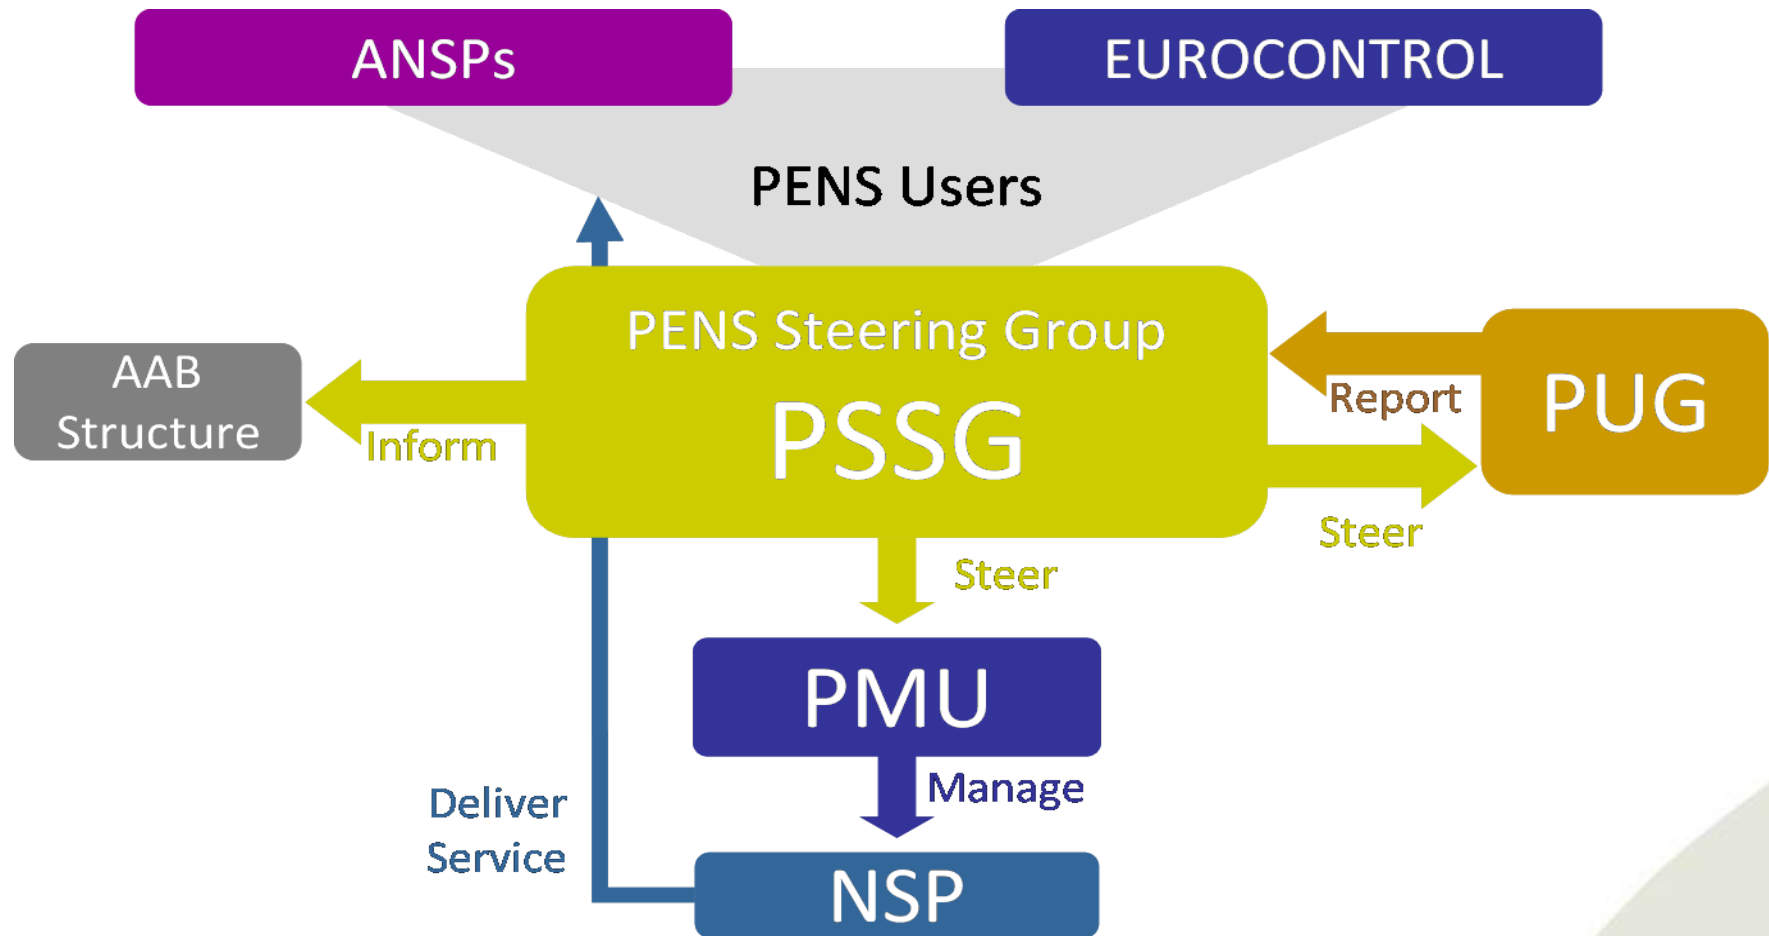 ANSPs
EUROCONTROL
PENS Users
PENS Steering Group
PSSG
AAB
Structure
Inform
Report
PUG
Steer
Steer
PMU
Manage
Deliver
Service
NSP